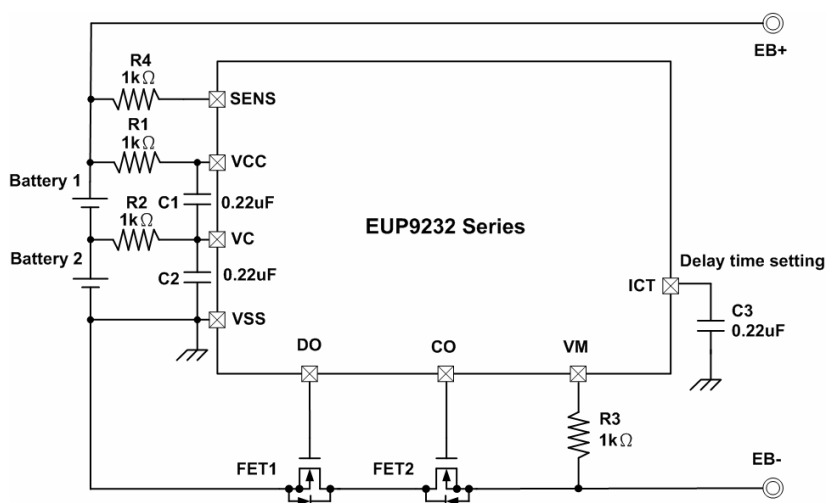 EB+
R4
1kΩ
SENS
R1
1kΩ
VCC
Battery 1
R2
1kΩ
C1
0.22uF
EUP9232 Series
VC
Battery 2
C2
0.22uF
Delay time setting
ICT
C3
0.22uF
VSS
DO
CO
VM
R3
1kΩ
FET1
FET2
EB-